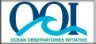 OOI
OCEAN OBSERVATORIES INITIATIVE